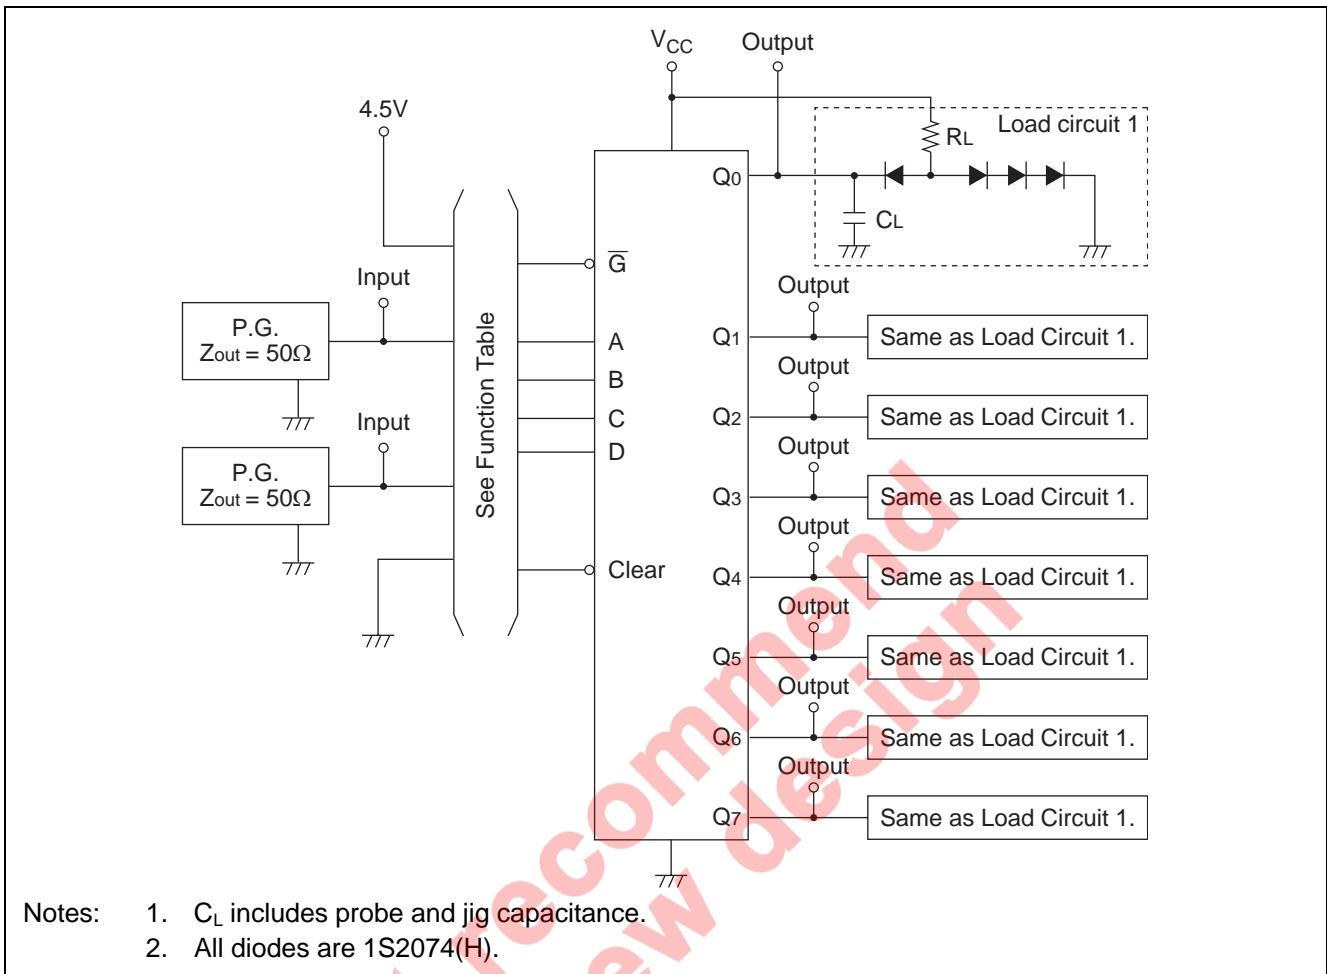 VCC
Output
4.5V
Load circuit 1
RL
Q0
CL
G
Input
Output
P.G.
Zout = 50Ω
A
Q1
Same as Load Circuit 1.
Output
B
See Function Table
Input
C
Q2
Same as Load Circuit 1.
Output
D
P.G.
Zout = 50Ω
Q3
Same as Load Circuit 1.
Output
Clear
Q4
Same as Load Circuit 1.
Output
Q5
Same as Load Circuit 1.
Output
Q6
Same as Load Circuit 1.
Output
Q7
Same as Load Circuit 1.
recommend
new design
Notes: 1. CL includes probe and jig capacitance.
2. All diodes are 1S2074(H).